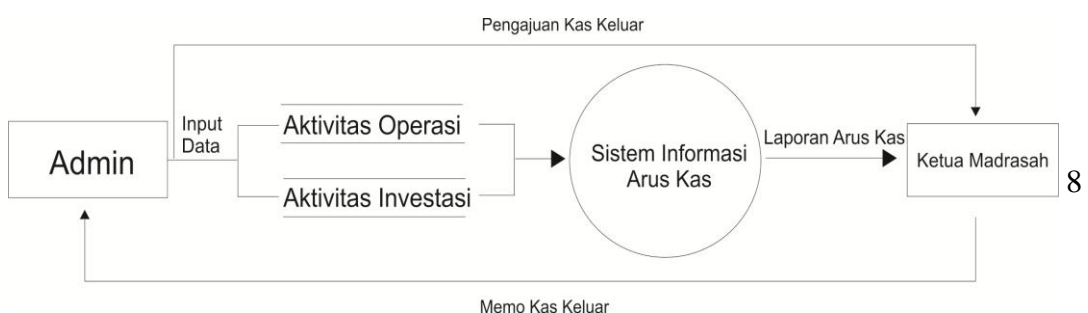 Pengajuan Kas Keluar
Admin
Input
Data
Aktivitas Operasi
Aktivitas Investasi
Sistem Informasi
Arus Kas
Laporan Arus Kas
Ketua Madrasah
8
Memo Kas Keluar